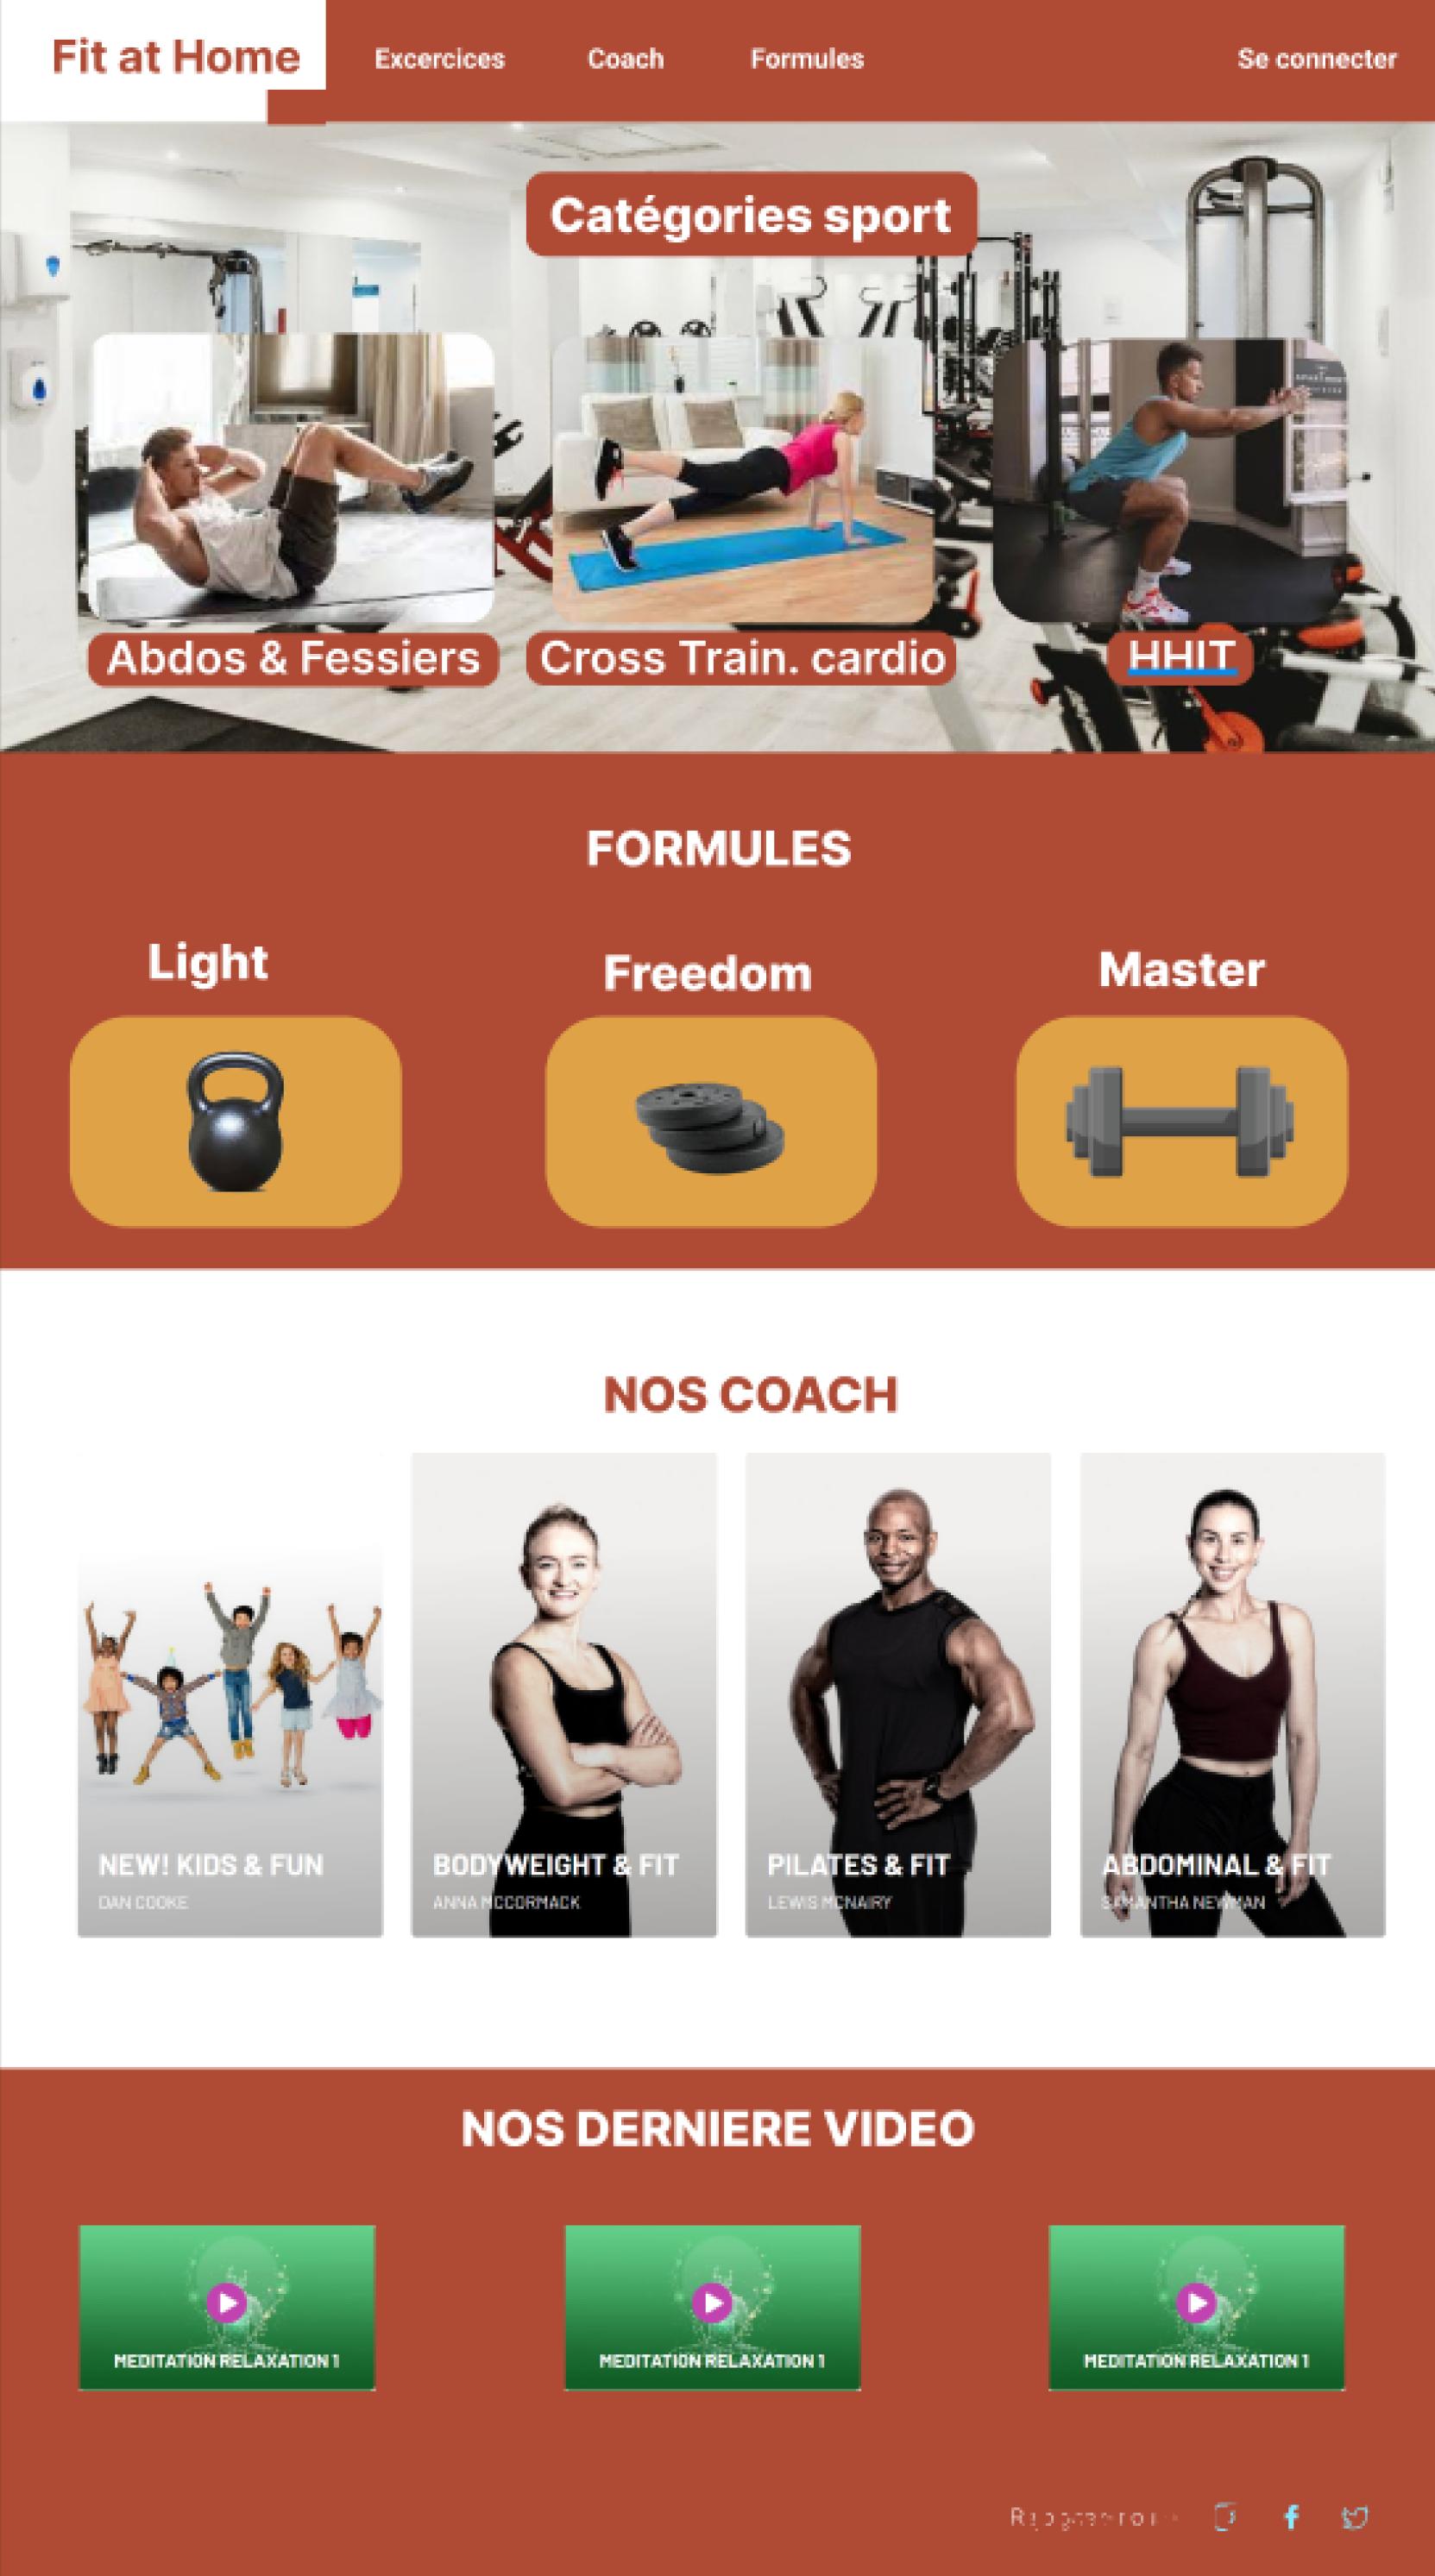 Fit at Home
Excercices
Coach
Formules
Se connecter
Catégories sport
Abdos & Fessiers
Cross Train. cardio
HHIT
FORMULES
Light
Freedom
Master
NOS COACH
NEW! KIDS & FUN
DAN COOKE
BODYWEIGHT & FIT
ANNA MCCORMACK
PILATES & FIT
LEWIS MCNAIRY
ABDOMINAL & FIT
SAMANTHA NEWMAN
NOS DERNIERE VIDEO
MEDITATION RELAXATION 1
MEDITATION RELAXATION 1
MEDITATION RELAXATION 1